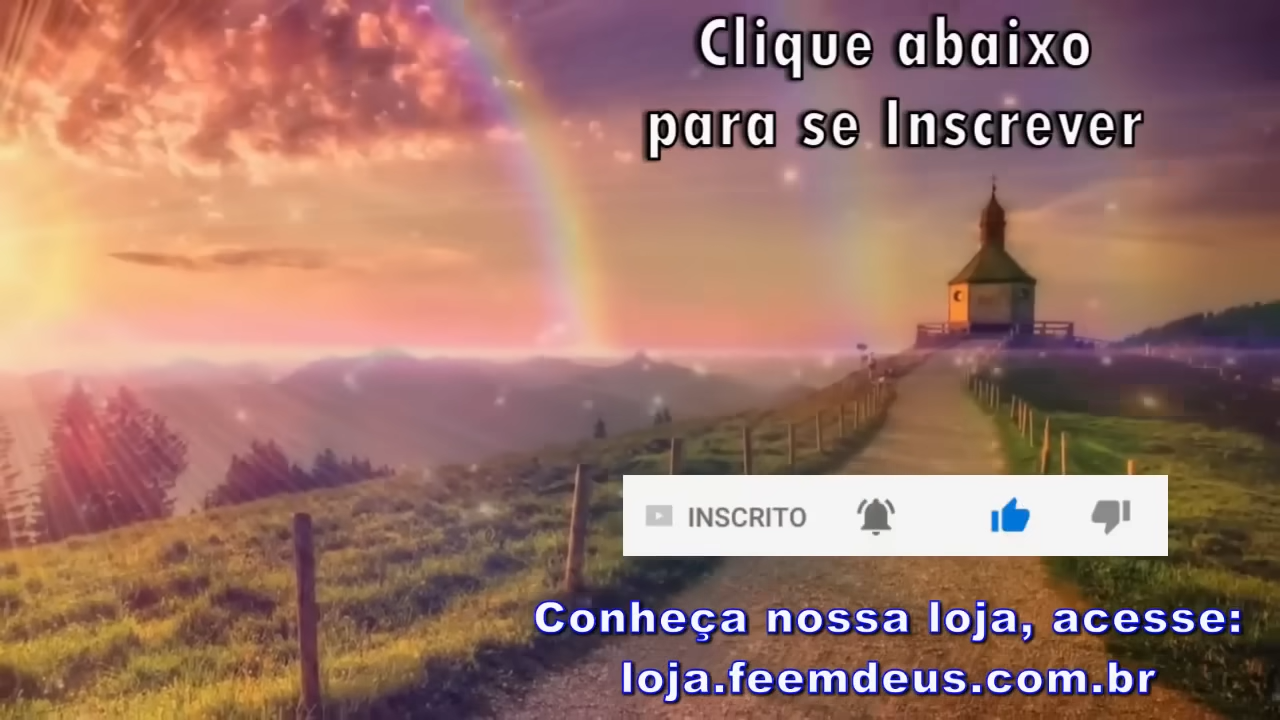 Clique abaixo
para se Inscrever
INSCRITO
Conheça nossa loja, acesse:
loja.feemdeus.com.br